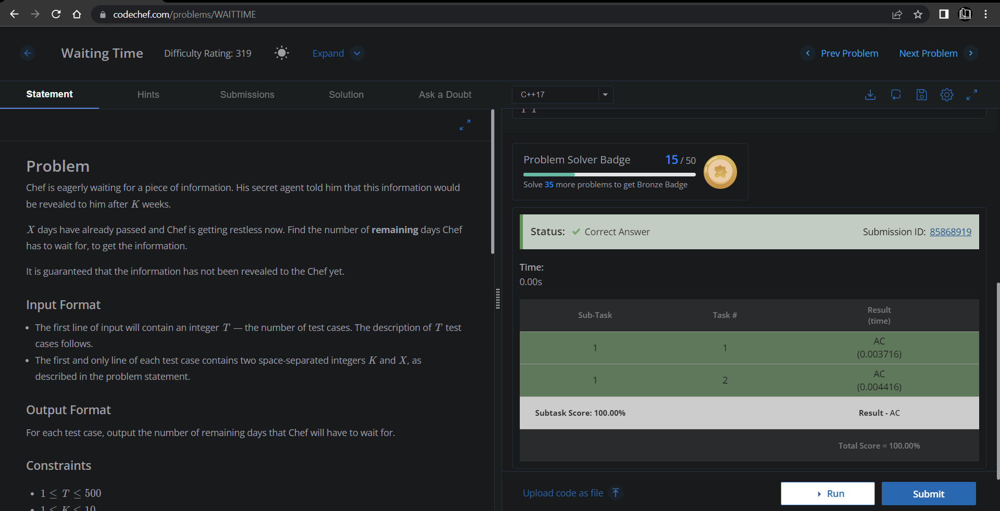 codechef.com/problems/WAITTIME
Waiting Time
Difficulty Rating: 319
Expand
Prev Problem
Next Problem
Statement
Hints
Submissions
Solution
Ask a Doubt
C++17
Problem
Chef is eagerly waiting for a piece of information. His secret agent told him that this information would
be revealed to him after K weeks.
X days have already passed and Chef is getting restless now. Find the number of remaining days Chef
has to wait for, to get the information.
It is guaranteed that the information has not been revealed to the Chef yet.
Input Format
• The first line of input will contain an integer T — the number of test cases. The description of T test
cases follows.
• The first and only line of each test case contains two space-separated integers K and X, as
described in the problem statement.
Output Format
For each test case, output the number of remaining days that Chef will have to wait for.
Constraints
• 1 ≤ T ≤ 500
• 1 ≤ K ≤ 10
1 1
Problem Solver Badge
15 / 50
Solve 35 more problems to get Bronze Badge
Status: ✓ Correct Answer
Submission ID: 85868919
Time:
0.00s
Sub-Task
Task #
Result
(time)
1
1
AC
(0.003716)
1
2
AC
(0.004416)
Subtask Score: 100.00%
Result - AC
Total Score = 100.00%
Upload code as file
Run
Submit